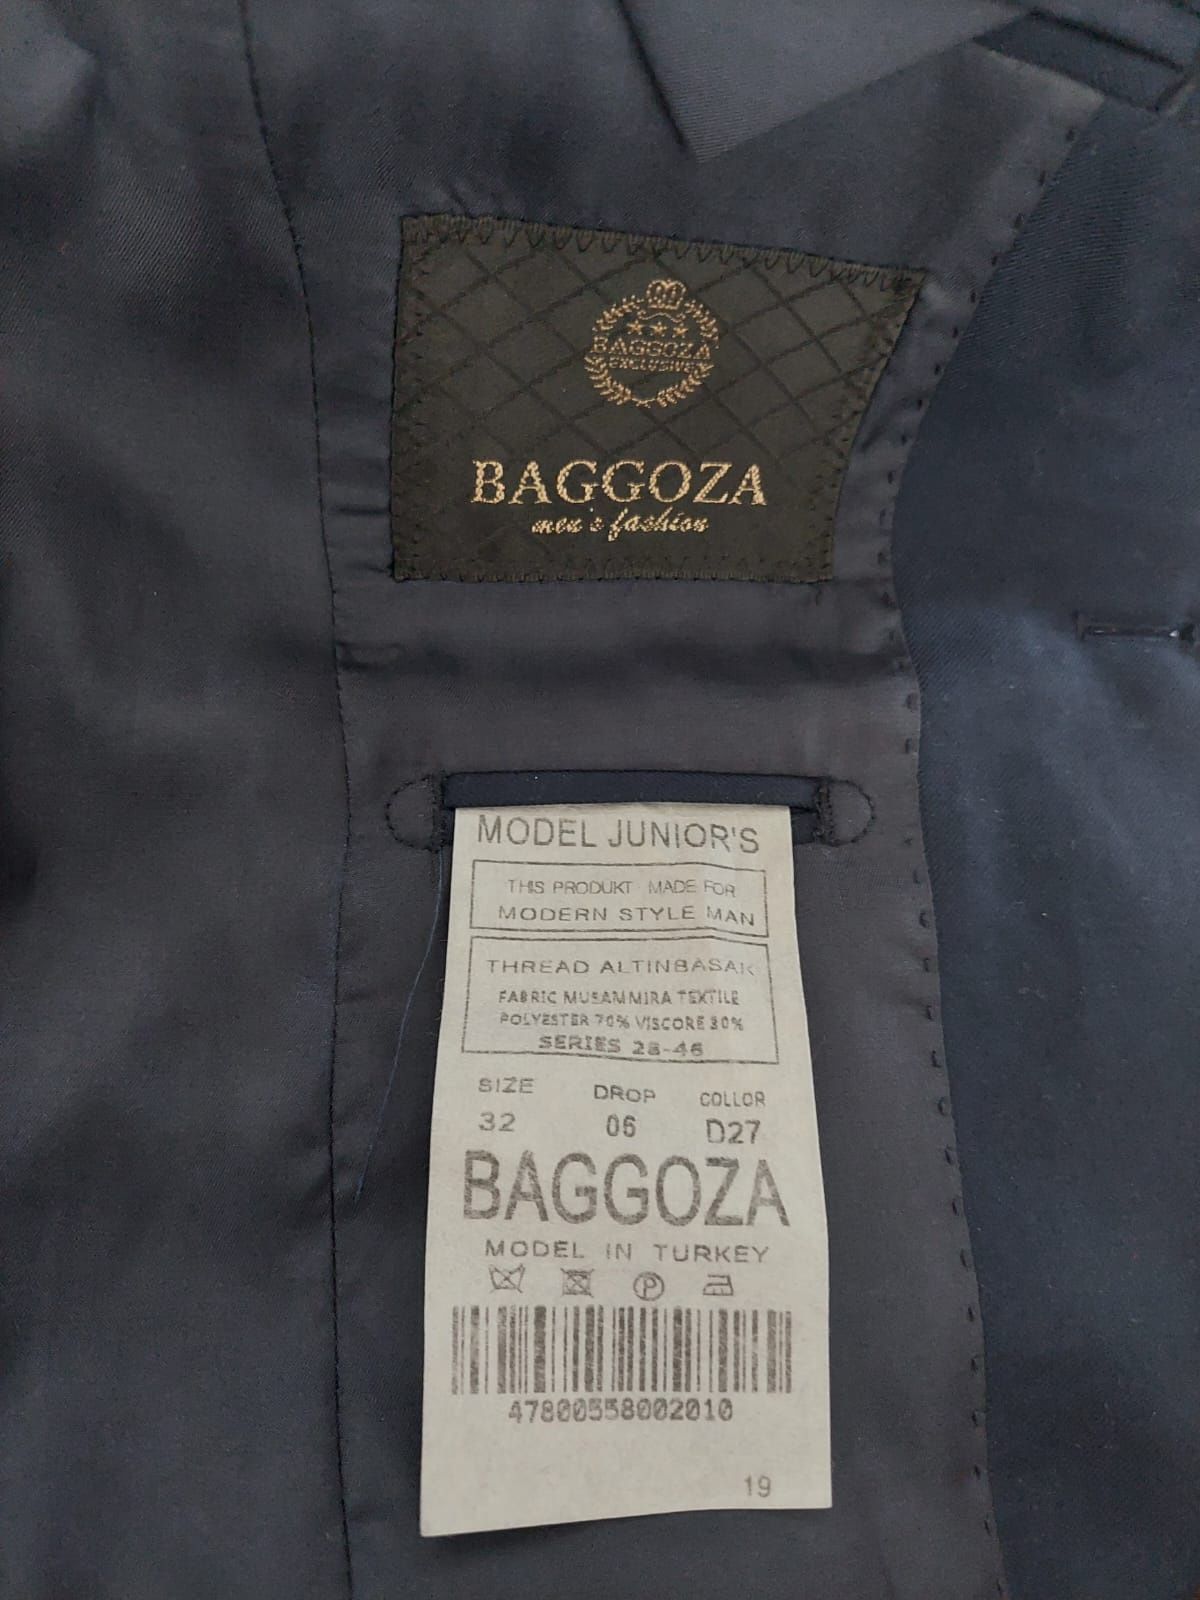 BAGGOZA
EXCLUSIVE
BAGGOZA
men's fashion
MODEL JUNIOR'S
THIS PRODUKT MADE FOR
MODERN STYLE MAN
THREAD ALTINBASAK
FABRIC MUSAMMIRA TEXTILE
POLYESTER 70% VISCORE 30%
SERIES 28-46
SIZE DROP COLLOR
32 06 D27
BAGGOZA
MODEL IN TURKEY
P
47800558002010
19